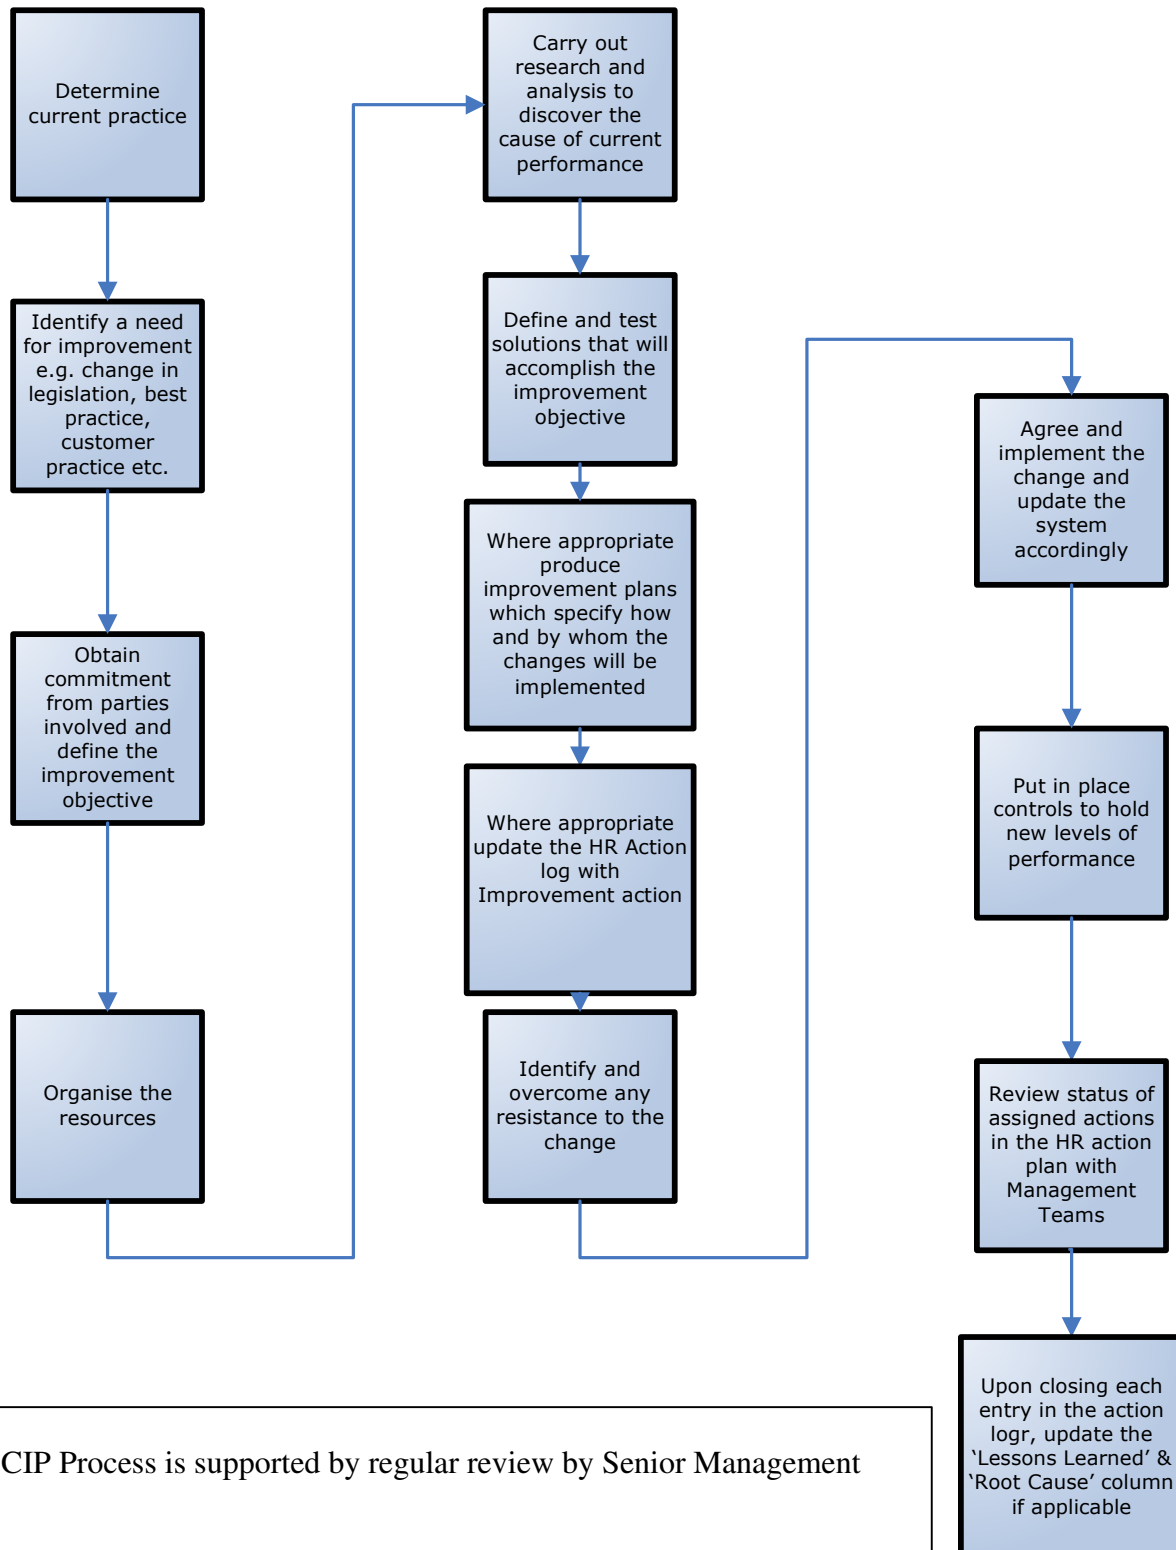 Determine
current practice
Identify a need
for improvement
e.g. change in
legislation, best
practice,
customer
practice etc.
Obtain
commitment
from parties
involved and
define the
improvement
objective
Organise the
resources
Carry out
research and
analysis to
discover the
cause of current
performance
Define and test
solutions that will
accomplish the
improvement
objective
Where appropriate
produce
improvement plans
which specify how
and by whom the
changes will be
implemented
Where appropriate
update the HR Action
log with
Improvement action
Identify and
overcome any
resistance to the
change
Agree and
implement the
change and
update the
system
accordingly
Put in place
controls to hold
new levels of
performance
Review status of
assigned actions
in the HR action
plan with
Management
Teams
Upon closing each
entry in the action
logr, update the
‘Lessons Learned’ &
‘Root Cause’ column
if applicable
CIP Process is supported by regular review by Senior Management